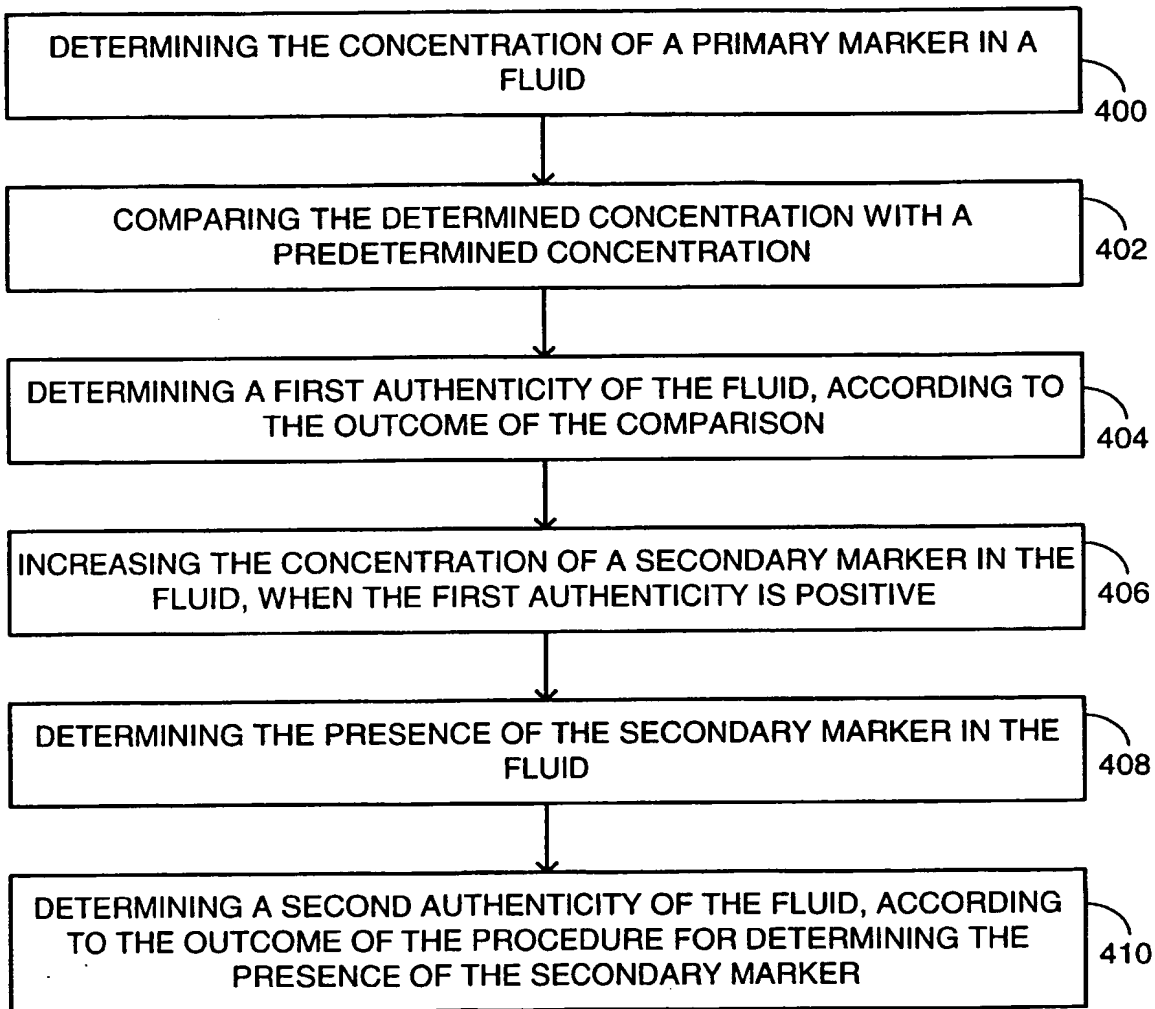 DETERMINING THE CONCENTRATION OF A PRIMARY MARKER IN A
FLUID
400
COMPARING THE DETERMINED CONCENTRATION WITH A
PREDETERMINED CONCENTRATION
402
DETERMINING A FIRST AUTHENTICITY OF THE FLUID, ACCORDING TO
THE OUTCOME OF THE COMPARISON
404
INCREASING THE CONCENTRATION OF A SECONDARY MARKER IN THE
FLUID, WHEN THE FIRST AUTHENTICITY IS POSITIVE
406
DETERMINING THE PRESENCE OF THE SECONDARY MARKER IN THE
FLUID
408
DETERMINING A SECOND AUTHENTICITY OF THE FLUID, ACCORDING
TO THE OUTCOME OF THE PROCEDURE FOR DETERMINING THE
PRESENCE OF THE SECONDARY MARKER
410